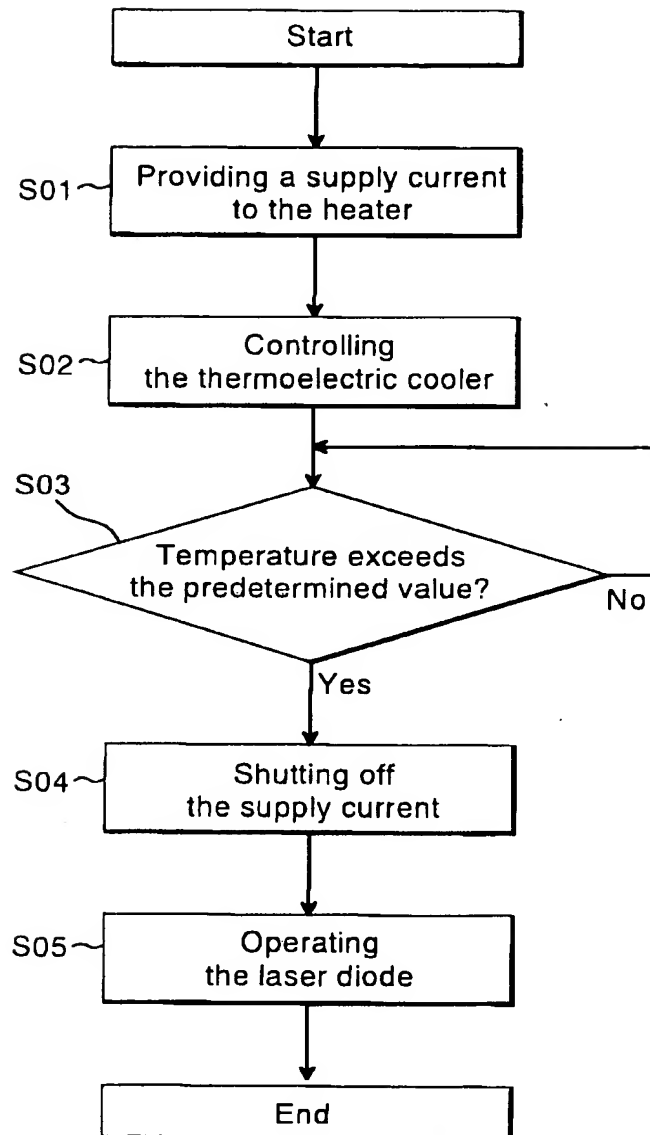 Start
S01
Providing a supply current
to the heater
S02
Controlling
the thermoelectric cooler
S03
Temperature exceeds
the predetermined value?
No
Yes
S04
Shutting off
the supply current
S05
Operating
the laser diode
End